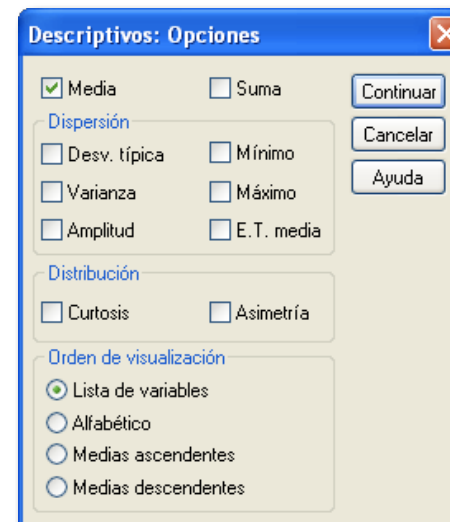 Descriptivos: Opciones
Media Suma
Continuar
Dispersión
Cancelar
Desv. típica Mínimo
Ayuda
Varianza Máximo
Amplitud E.T. media
Distribución
Curtosis Asimetría
Orden de visualización
Lista de variables
Alfabético
Medias ascendentes
Medias descendentes